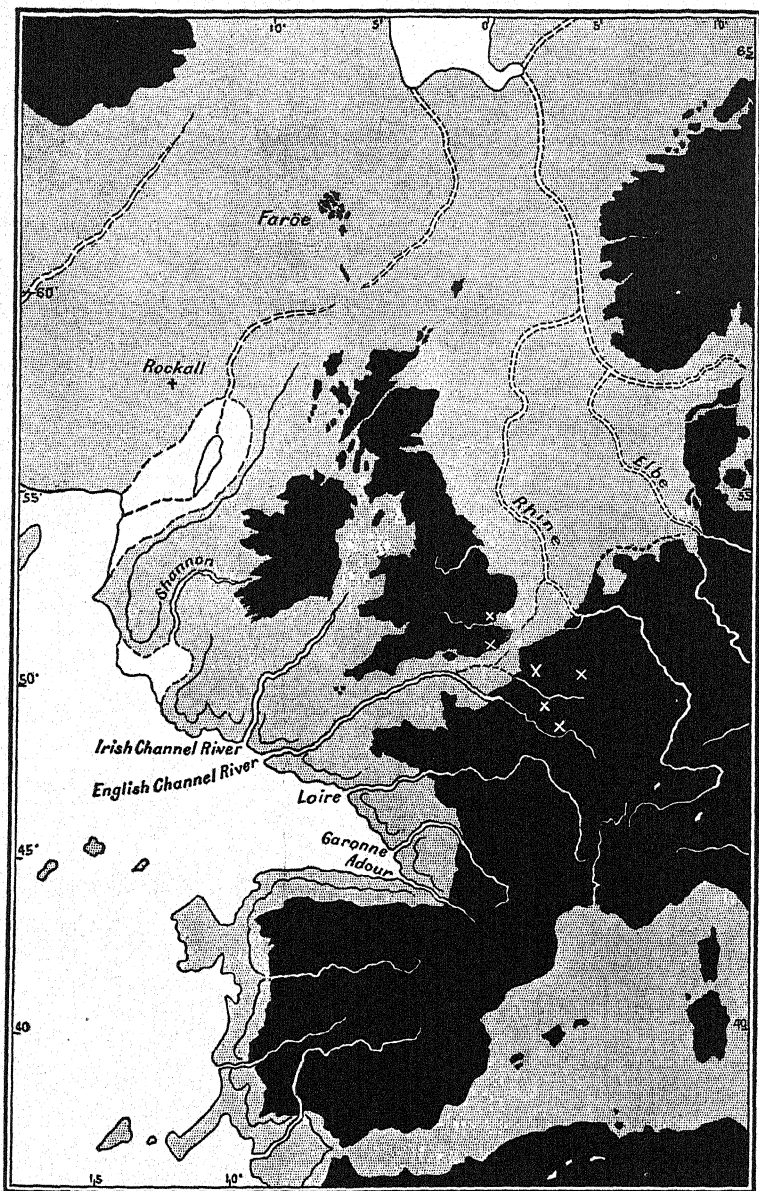 10°
5°
0°
5°
10°
65
Faröe
60°
Rockall
Elbe
Rhine
55
55
Shannon
50°
Irish Channel River
English Channel River
Loire
Garonne
Adour
45°
40
40
15
10°